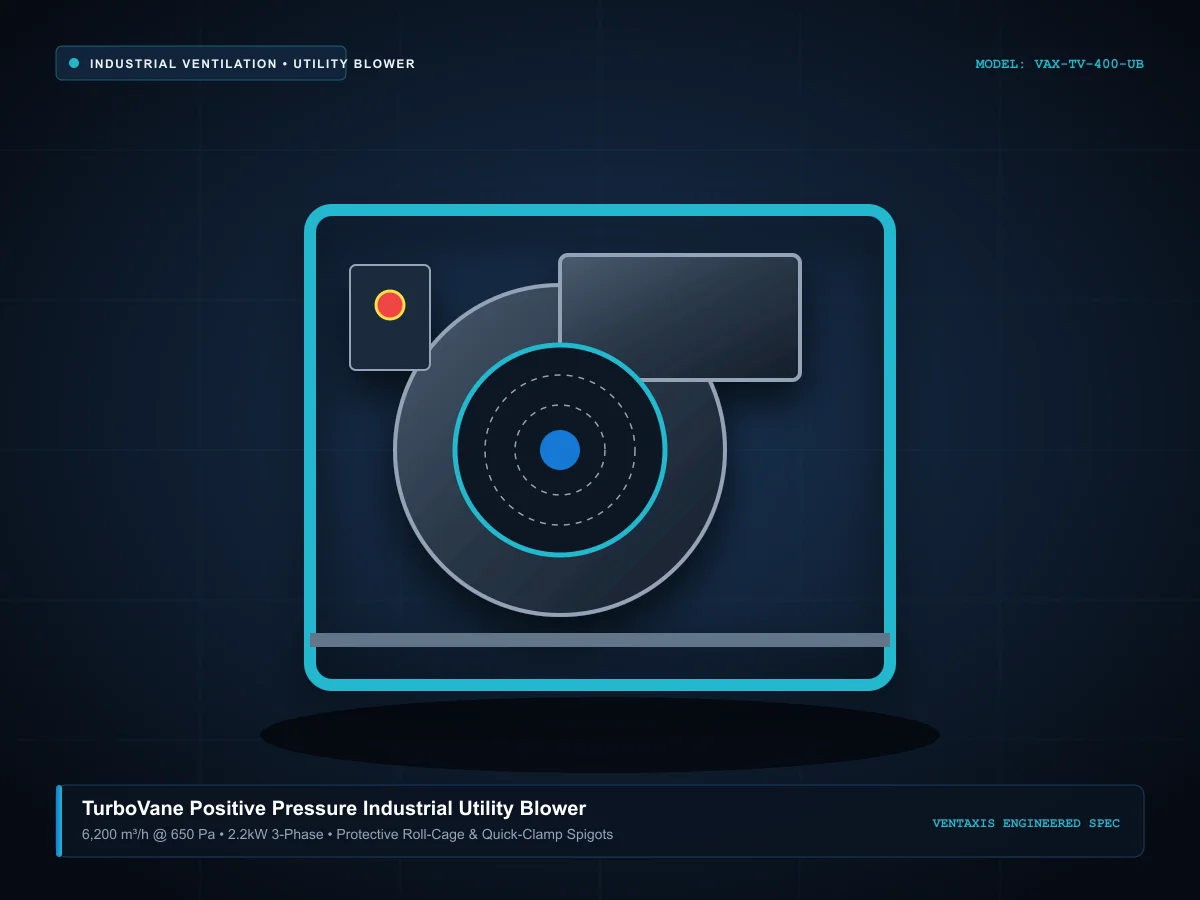 INDUSTRIAL VENTILATION • UTILITY BLOWER
MODEL: VAX-TV-400-UB
TurboVane Positive Pressure Industrial Utility Blower
6,200 m³/h @ 650 Pa • 2.2kW 3-Phase • Protective Roll-Cage & Quick-Clamp Spigots
VENTAXIS ENGINEERED SPEC